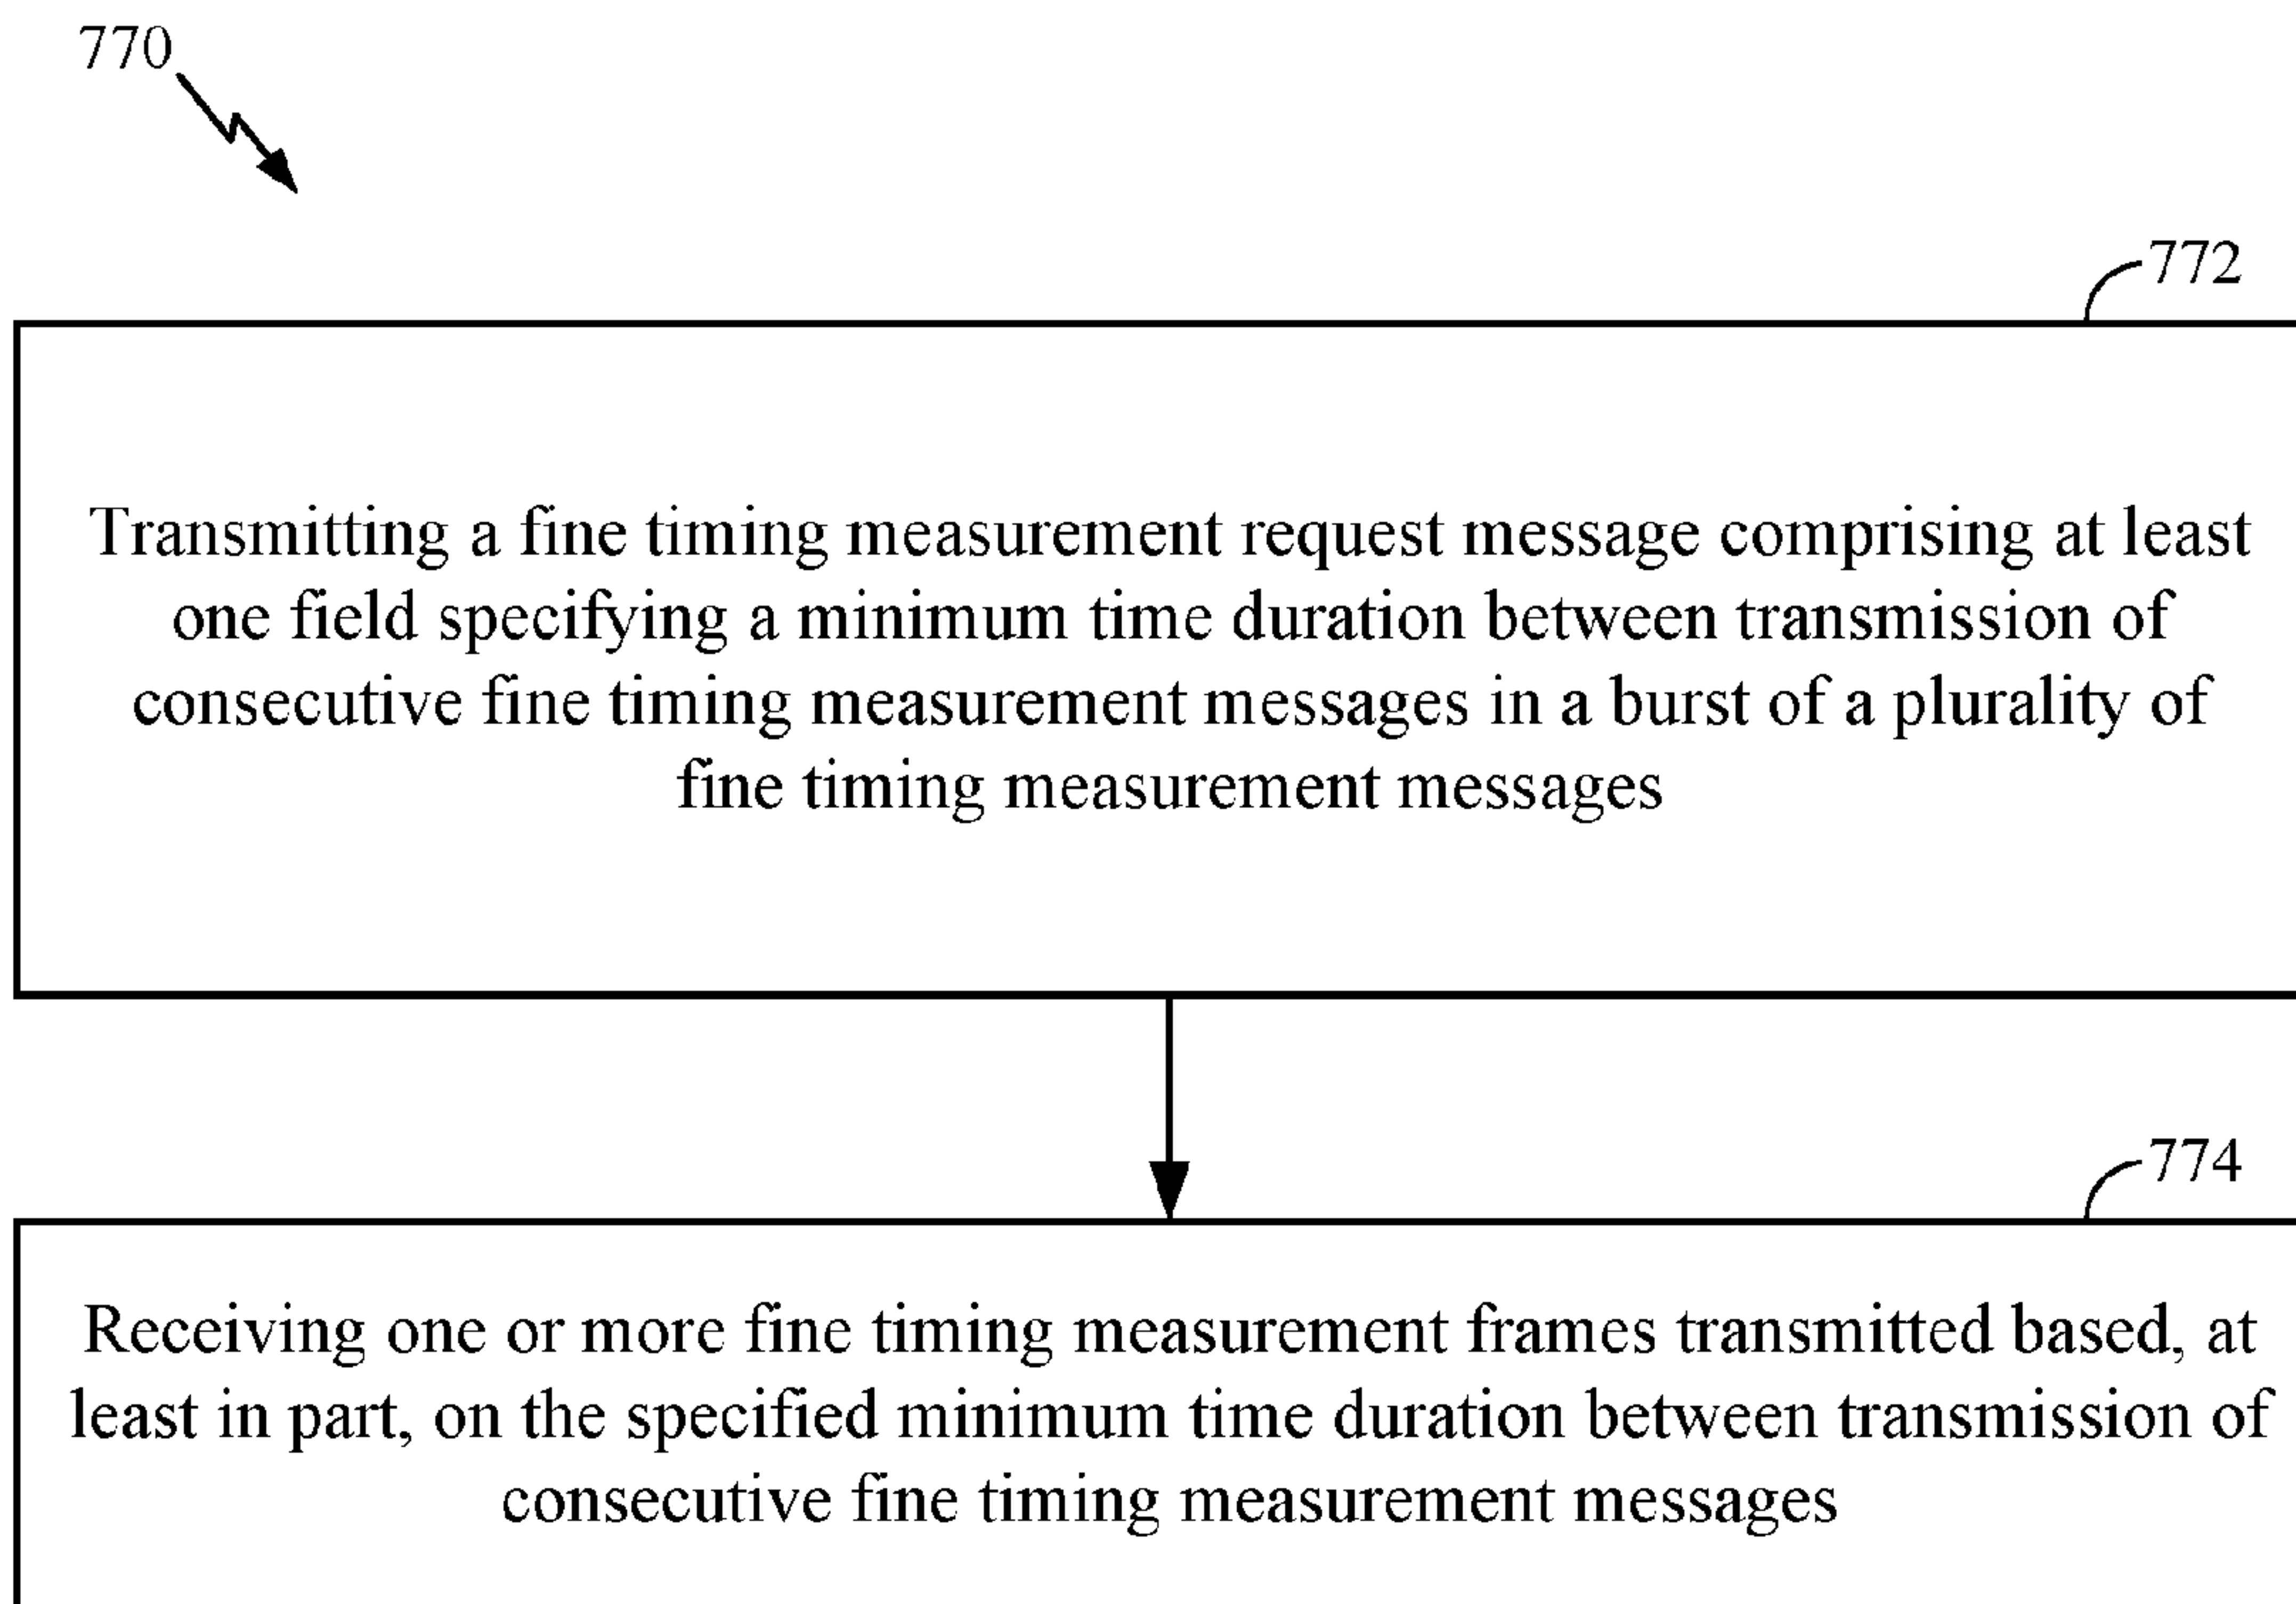 770
772
Transmitting a fine timing measurement request message comprising at least
one field specifying a minimum time duration between transmission of
consecutive fine timing measurement messages in a burst of a plurality of
fine timing measurement messages
774
Receiving one or more fine timing measurement frames transmitted based, at
least in part, on the specified minimum time duration between transmission of
consecutive fine timing measurement messages